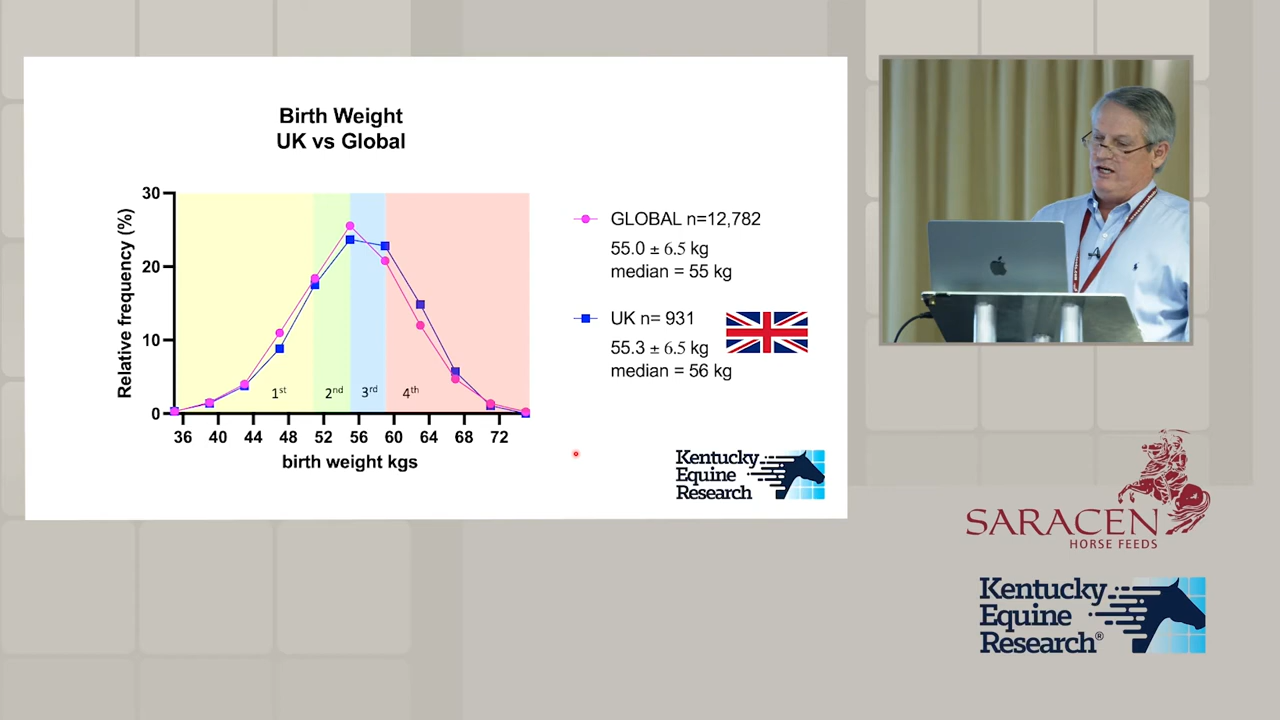 Birth Weight
UK vs Global
Relative frequency (%)
30
20
10
0
1st
2nd
3rd
4th
36 40 44 48 52 56 60 64 68 72
birth weight kgs
GLOBAL n=12,782
55.0 ± 6.5 kg
median = 55 kg
UK n= 931
55.3 ± 6.5 kg
median = 56 kg
Kentucky
Equine
Research
SARACEN
HORSE FEEDS
Kentucky
Equine
Research®